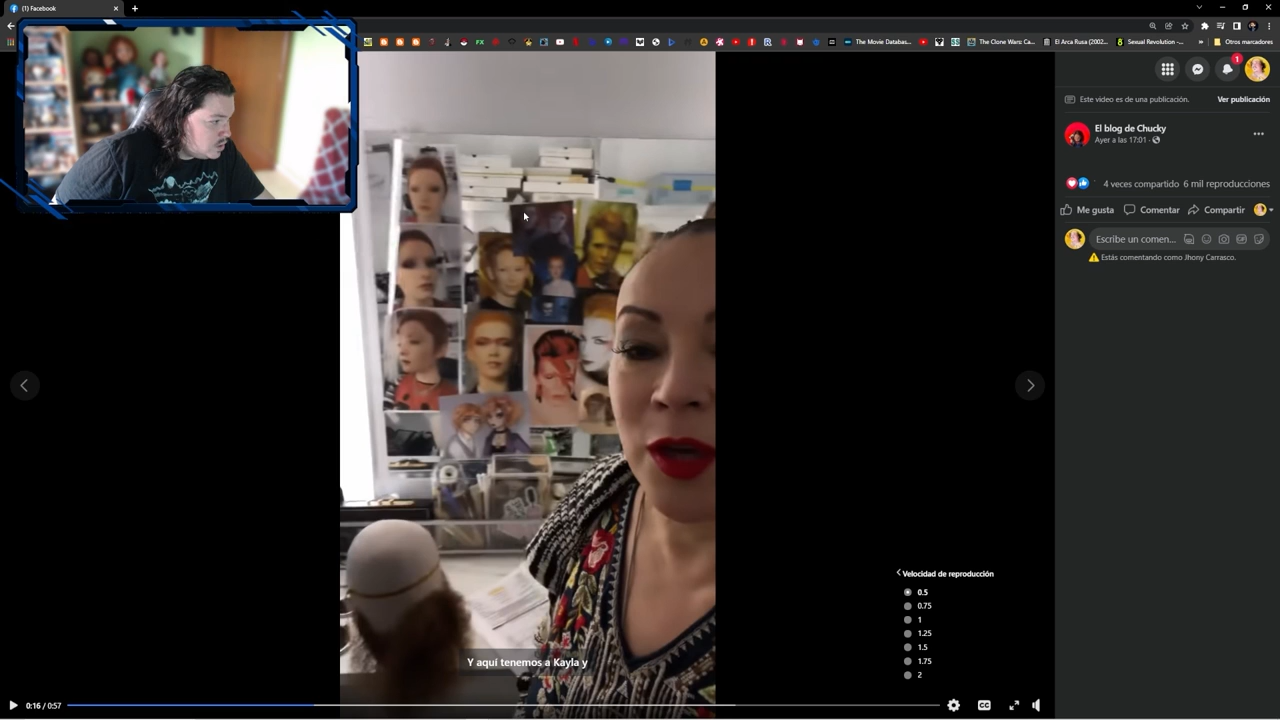 (1) Facebook
FX
The Movie Databas...
The Clone Wars: Ca...
El Arca Rusa (2002...
Sexual Revolution -...
»
Otros marcadores
1
Este video es de una publicación.
Ver publicación
El blog de Chucky
Ayer a las 17:01 ·
4 veces compartido 6 mil reproducciones
Me gusta
Comentar
Compartir
Escribe un comen...
Estás comentando como Jhony Carrasco.
Velocidad de reproducción
0.5
0.75
1
1.25
1.5
1.75
2
Y aquí tenemos a Kayla y
0:16 / 0:57
CC